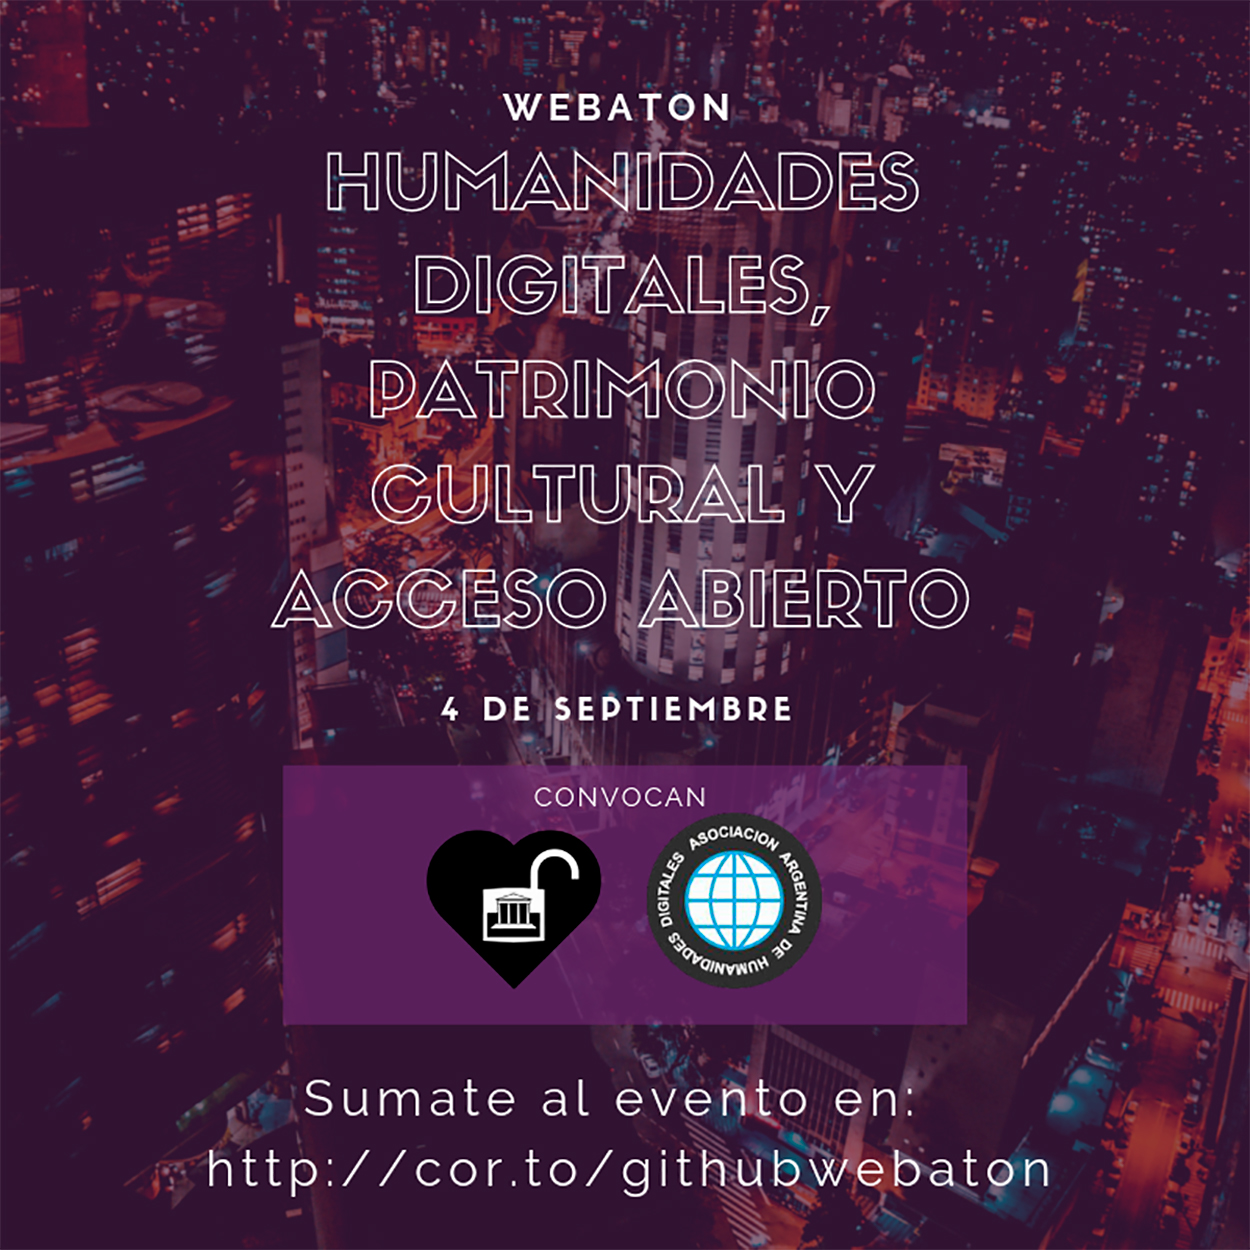 WEBATON
HUMANIDADES
DIGITALES,
PATRIMONIO
CULTURAL Y
ACCESO ABIERTO
4 DE SEPTIEMBRE
CONVOCAN
ASOCIACION ARGENTINA DE HUMANIDADES DIGITALES
Sumate al evento en:
http://cor.to/githubwebaton